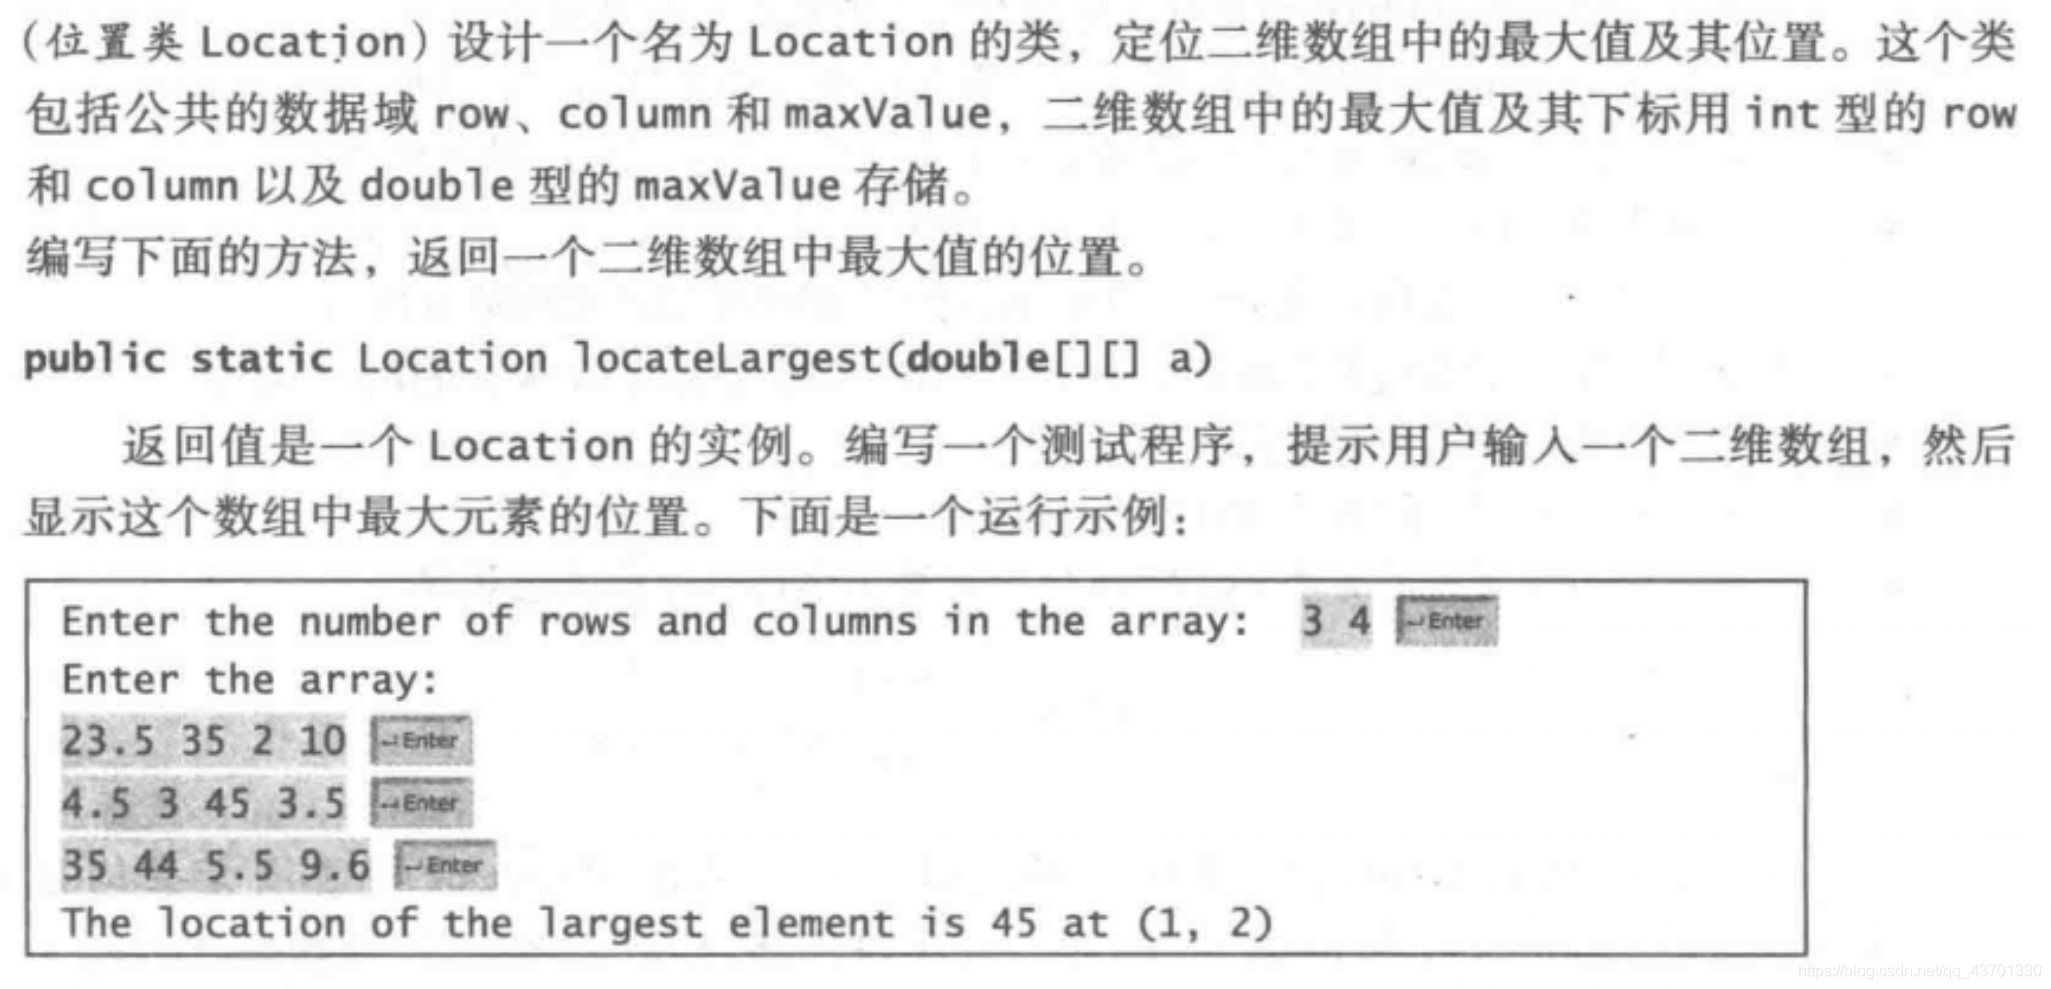 (位置类 Location) 设计一个名为 Location 的类，定位二维数组中的最大值及其位置。这个类
包括公共的数据域 row、column 和 maxValue，二维数组中的最大值及其下标用 int 型的 row
和 column 以及 double 型的 maxValue 存储。
编写下面的方法，返回一个二维数组中最大值的位置。
public static Location locateLargest(double[][] a)
返回值是一个 Location 的实例。编写一个测试程序，提示用户输入一个二维数组，然后
显示这个数组中最大元素的位置。下面是一个运行示例：
Enter the number of rows and columns in the array: 3 4 ↵Enter
Enter the array:
23.5 35 2 10 ↵Enter
4.5 3 45 3.5 ↵Enter
35 44 5.5 9.6 ↵Enter
The location of the largest element is 45 at (1, 2)
https://blog.csdn.net/qq_43701330